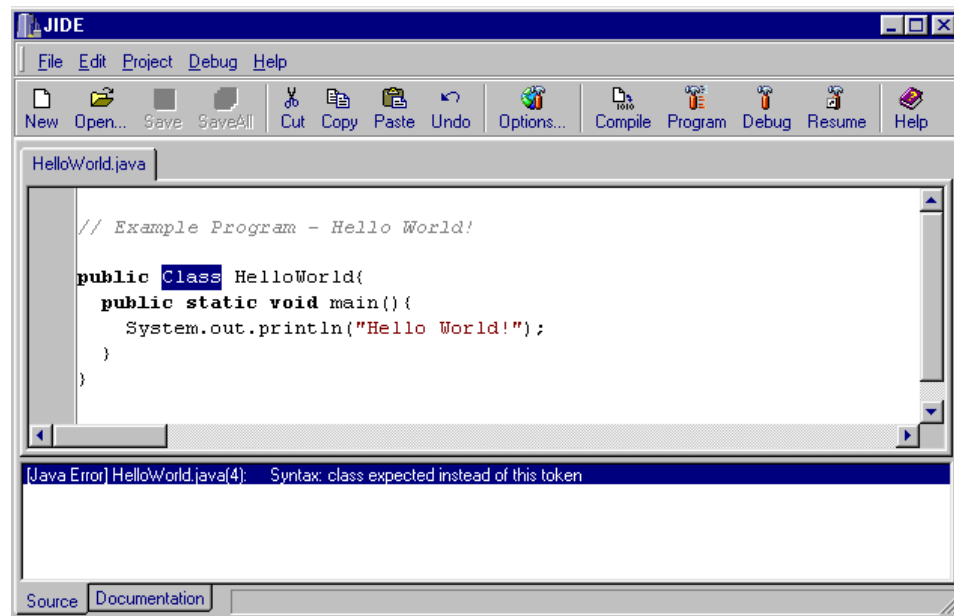 JIDE
File Edit Project Debug Help
New Open... Save SaveAll Cut Copy Paste Undo Options... Compile Program Debug Resume Help
HelloWorld.java
// Example Program - Hello World!
public Class HelloWorld{
public static void main(){
System.out.println("Hello World!");
}
}
[Java Error] HelloWorld.java(4): Syntax: class expected instead of this token
Source Documentation